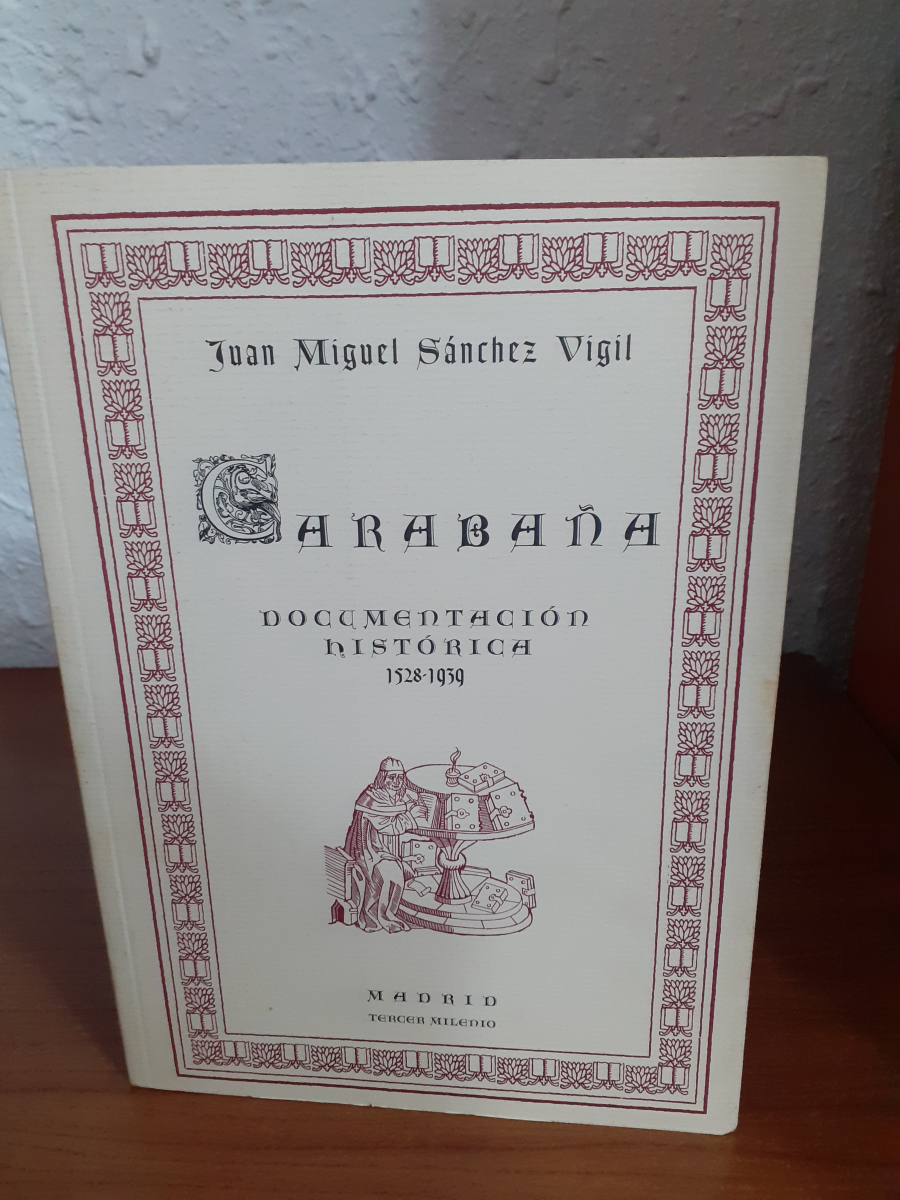 Juan Miguel Sánchez Vigil
CARABAÑA
DOCUMENTACIÓN
HISTÓRICA
1528-1939
MADRID
TERCER MILENIO